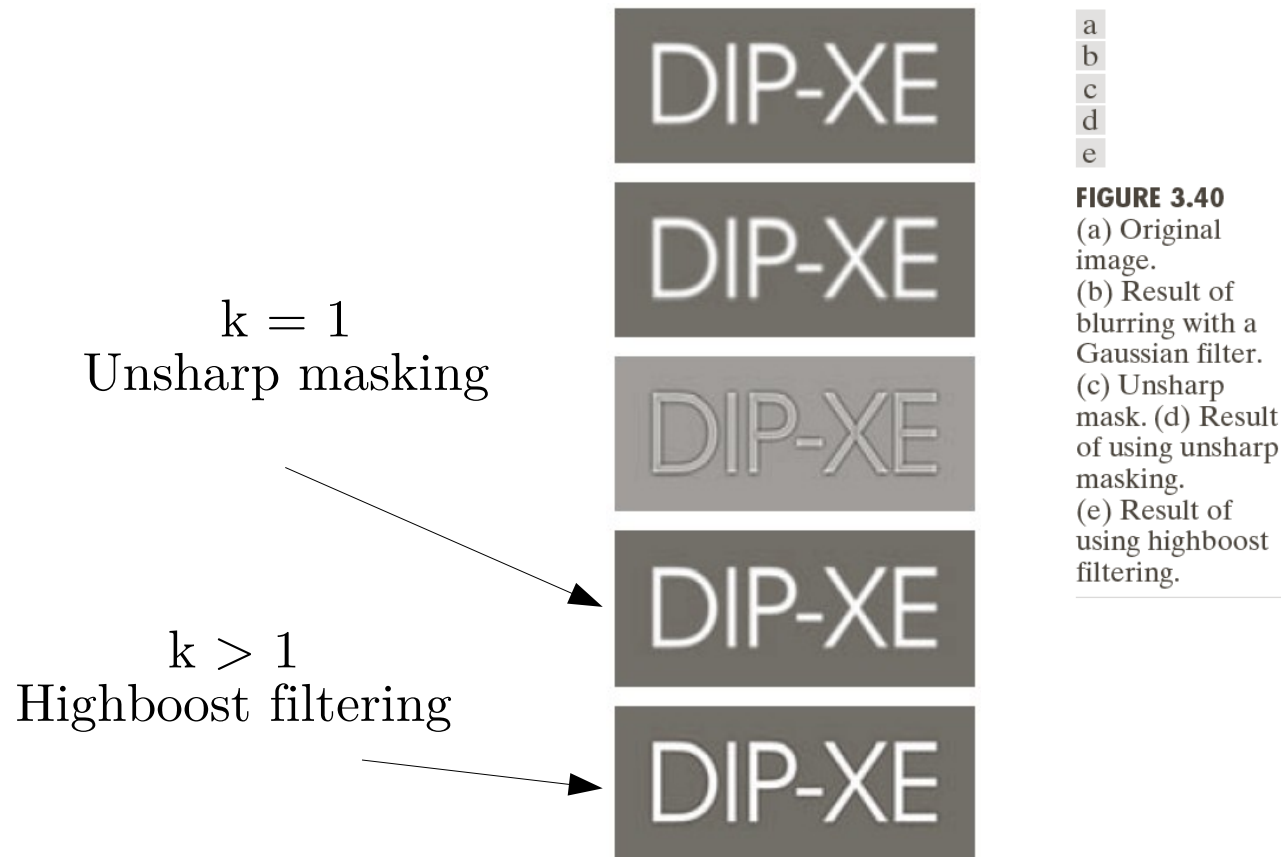 DIP-XE
DIP-XE
k = 1
Unsharp masking
DIP-XE
DIP-XE
k > 1
Highboost filtering
DIP-XE
a
b
c
d
e
FIGURE 3.40
(a) Original
image.
(b) Result of
blurring with a
Gaussian filter.
(c) Unsharp
mask. (d) Result
of using unsharp
masking.
(e) Result of
using highboost
filtering.